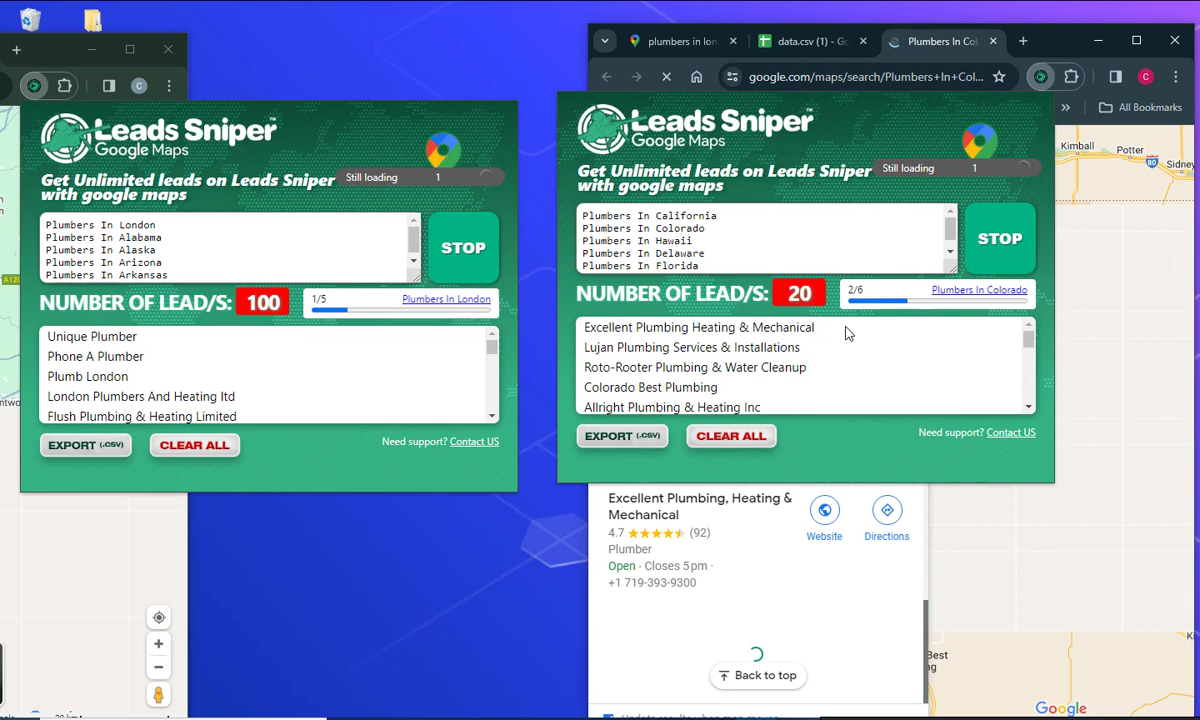 plumbers in lon
data.csv (1) - Go
Plumbers In Col
google.com/maps/search/Plumbers+In+Col...
C
C
»
All Bookmarks
Leads Sniper™
Google Maps
Get Unlimited leads on Leads Sniper
with google maps
Still loading 1
Plumbers In London
Plumbers In Alabama
Plumbers In Alaska
Plumbers In Arizona
Plumbers In Arkansas
STOP
NUMBER OF LEAD/S: 100
1/5 Plumbers In London
Unique Plumber
Phone A Plumber
Plumb London
London Plumbers And Heating ltd
Flush Plumbing & Heating Limited
EXPORT (.CSV)
CLEAR ALL
Need support? Contact US
Leads Sniper™
Google Maps
Get Unlimited leads on Leads Sniper
with google maps
Still loading 1
Plumbers In California
Plumbers In Colorado
Plumbers In Hawaii
Plumbers In Delaware
Plumbers In Florida
STOP
NUMBER OF LEAD/S: 20
2/6 Plumbers In Colorado
Excellent Plumbing Heating & Mechanical
Lujan Plumbing Services & Installations
Roto-Rooter Plumbing & Water Cleanup
Colorado Best Plumbing
Allright Plumbing & Heating Inc
EXPORT (.CSV)
CLEAR ALL
Need support? Contact US
Kimball
Potter
80
Sidney
Excellent Plumbing, Heating &
Mechanical
4.7 (92)
Plumber
Open · Closes 5 pm ·
+1 719-393-9300
Website
Directions
Back to top
Google